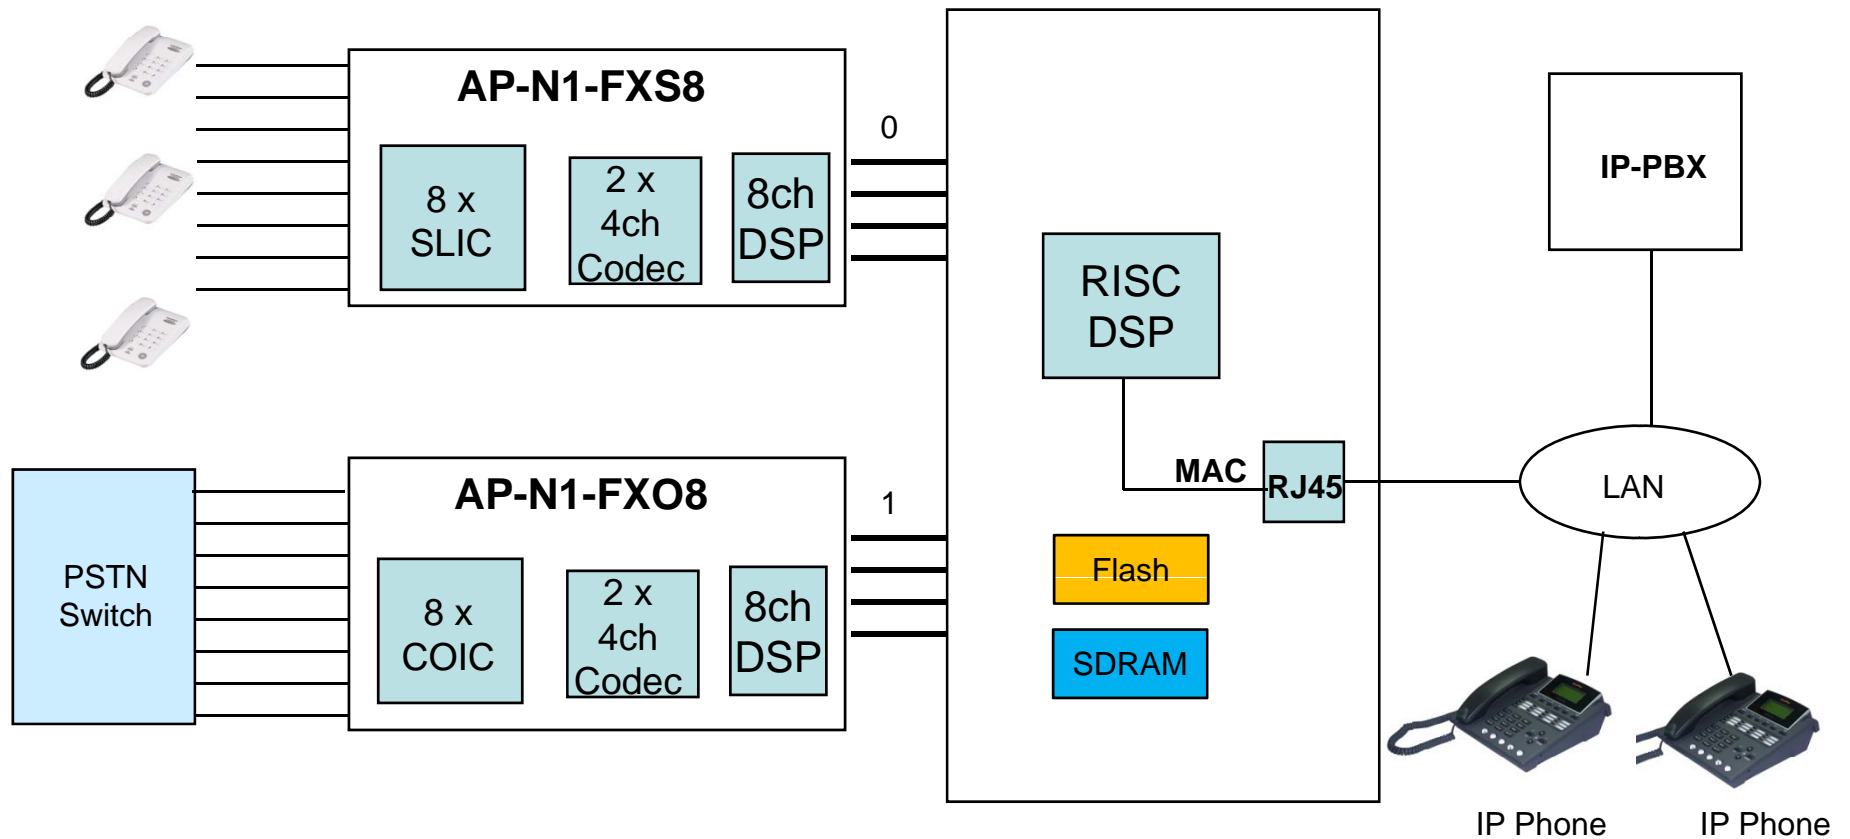 AP-N1-FXS8
8 x
SLIC
2 x
4ch
Codec
8ch
DSP
0
RISC
DSP
IP-PBX
MAC
RJ45
LAN
PSTN
Switch
AP-N1-FXO8
8 x
COIC
2 x
4ch
Codec
8ch
DSP
1
Flash
SDRAM
IP Phone
IP Phone